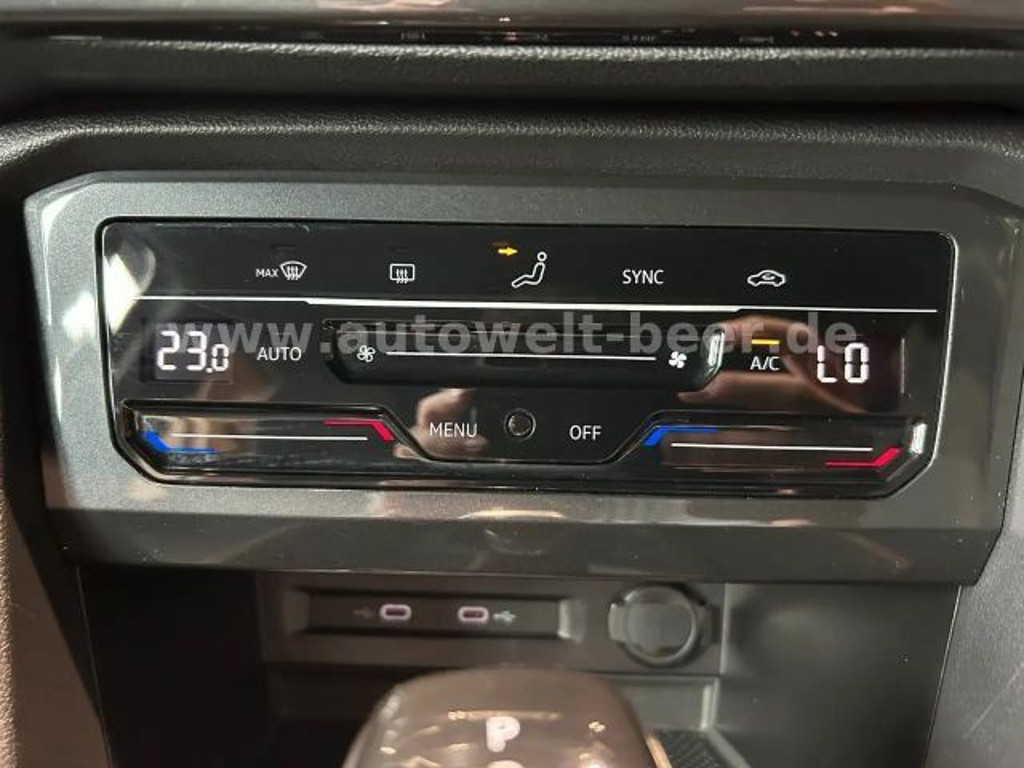 MAX
SYNC
www.autowelt-beer.de
23.0 AUTO A/C LO
MENU OFF
P